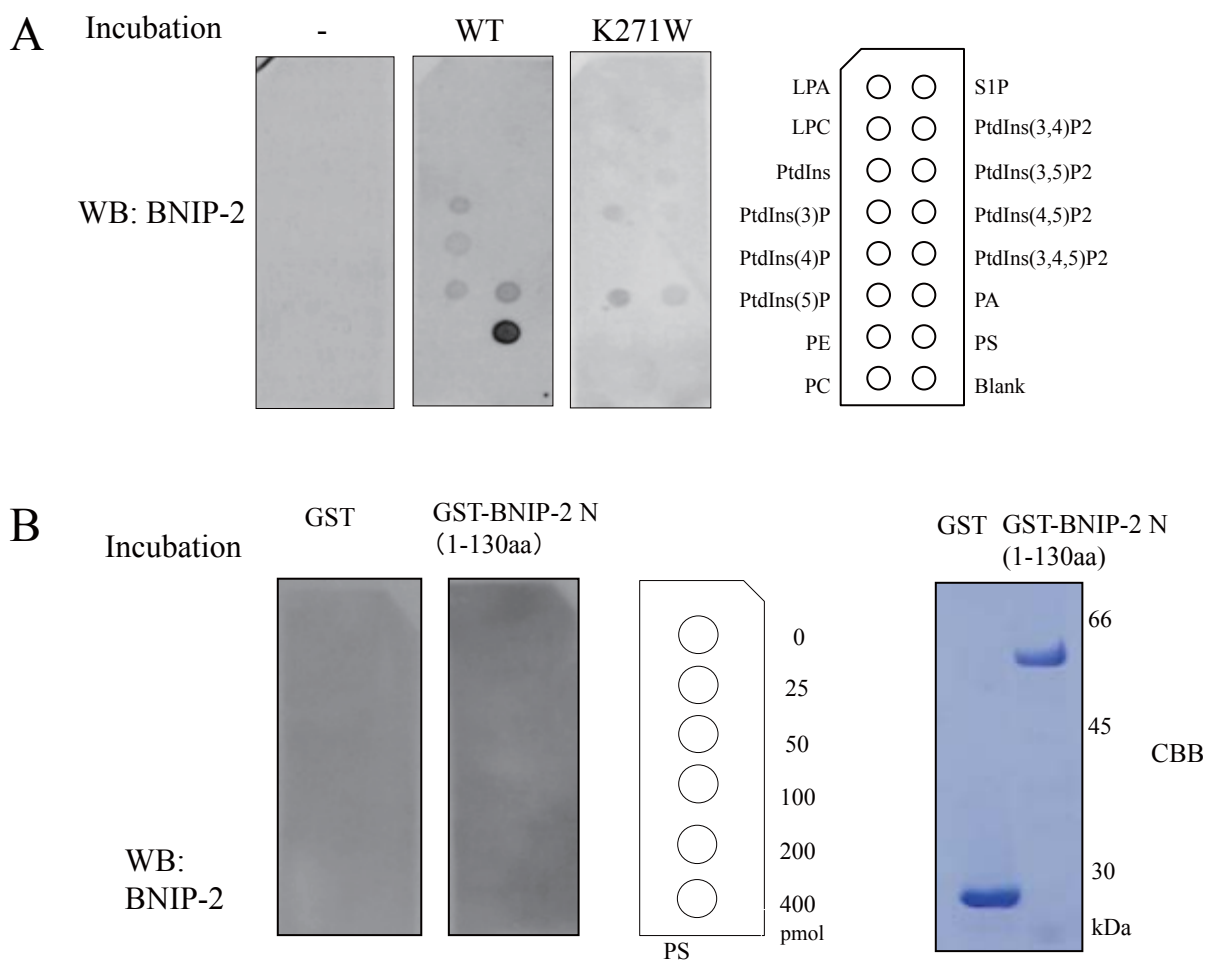 A
Incubation
-
WT
K271W
WB: BNIP-2
LPA
S1P
LPC
PtdIns(3,4)P2
PtdIns
PtdIns(3,5)P2
PtdIns(3)P
PtdIns(4,5)P2
PtdIns(4)P
PtdIns(3,4,5)P2
PtdIns(5)P
PA
PE
PS
PC
Blank
B
Incubation
GST
GST-BNIP-2 N
(1-130aa)
WB:
BNIP-2
0
25
50
100
200
400
pmol
PS
GST
GST-BNIP-2 N
(1-130aa)
66
45
30
kDa
CBB